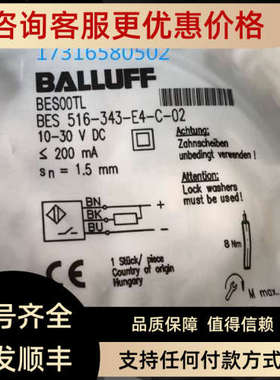 咨询客服更优惠价格
17316580502
BALLUFF
BES00TL
BES 516-343-E4-C-02
10-30 V DC
≤ 200 mA
sn = 1.5 mm
Achtung:
Zahnscheiben
unbedingt verwenden!
Attention:
Lock washers
must be used!
BN
BK
BU
+
−
CE
1 Stück/ piece
Country of origin
Hungary
8 Nm
M max.
号齐全
品质保障 值得信赖
发顺丰
支持任何付款方式